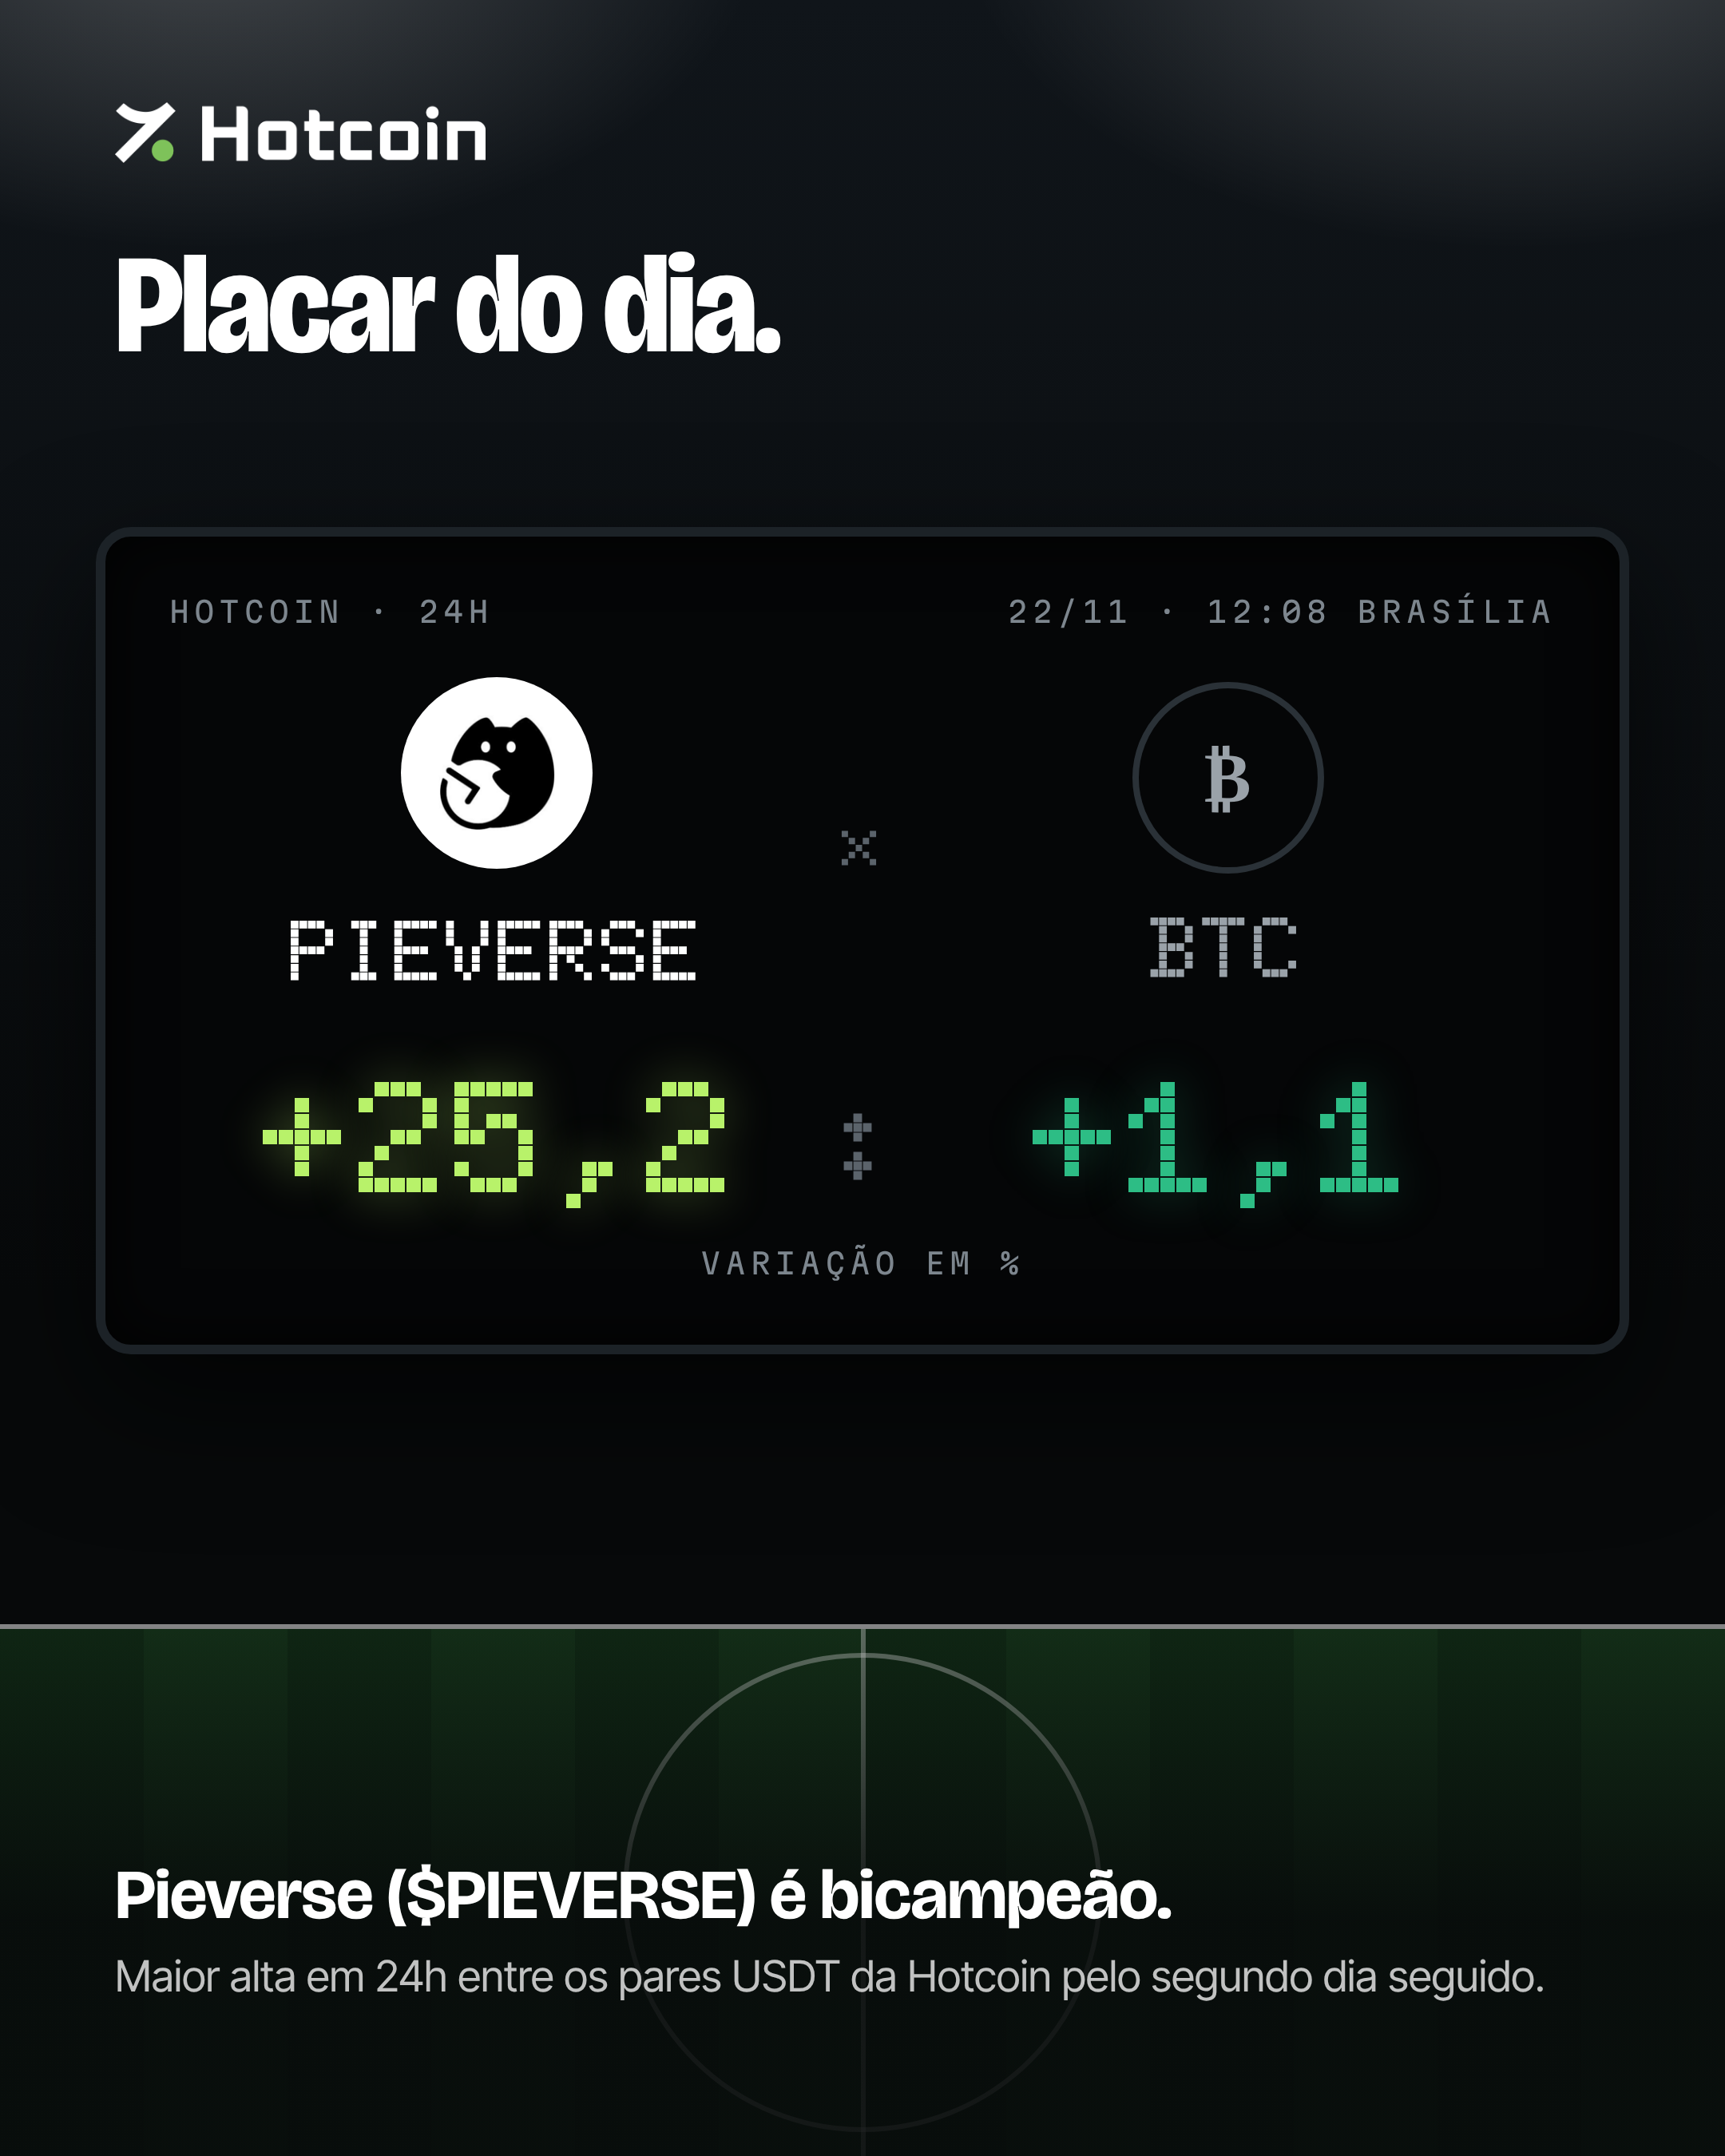 Hotcoin
Placar do dia.
HOTCOIN · 24H
22/11 · 12:08 BRASÍLIA
₿
x
PIEVERSE
BTC
+25,2 : +1,1
VARIAÇÃO EM %
Pieverse ($PIEVERSE) é bicampeão.
Maior alta em 24h entre os pares USDT da Hotcoin pelo segundo dia seguido.